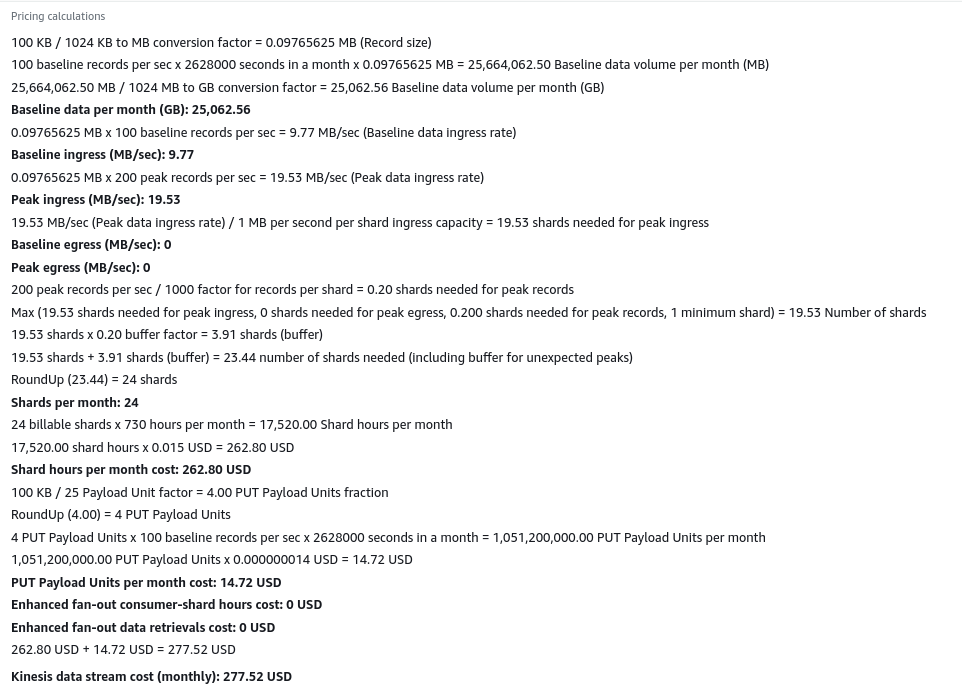 Pricing calculations
100 KB / 1024 KB to MB conversion factor = 0.09765625 MB (Record size)
100 baseline records per sec x 2628000 seconds in a month x 0.09765625 MB = 25,664,062.50 Baseline data volume per month (MB)
25,664,062.50 MB / 1024 MB to GB conversion factor = 25,062.56 Baseline data volume per month (GB)
Baseline data per month (GB): 25,062.56
0.09765625 MB x 100 baseline records per sec = 9.77 MB/sec (Baseline data ingress rate)
Baseline ingress (MB/sec): 9.77
0.09765625 MB x 200 peak records per sec = 19.53 MB/sec (Peak data ingress rate)
Peak ingress (MB/sec): 19.53
19.53 MB/sec (Peak data ingress rate) / 1 MB per second per shard ingress capacity = 19.53 shards needed for peak ingress
Baseline egress (MB/sec): 0
Peak egress (MB/sec): 0
200 peak records per sec / 1000 factor for records per shard = 0.20 shards needed for peak records
Max (19.53 shards needed for peak ingress, 0 shards needed for peak egress, 0.200 shards needed for peak records, 1 minimum shard) = 19.53 Number of shards
19.53 shards x 0.20 buffer factor = 3.91 shards (buffer)
19.53 shards + 3.91 shards (buffer) = 23.44 number of shards needed (including buffer for unexpected peaks)
RoundUp (23.44) = 24 shards
Shards per month: 24
24 billable shards x 730 hours per month = 17,520.00 Shard hours per month
17,520.00 shard hours x 0.015 USD = 262.80 USD
Shard hours per month cost: 262.80 USD
100 KB / 25 Payload Unit factor = 4.00 PUT Payload Units fraction
RoundUp (4.00) = 4 PUT Payload Units
4 PUT Payload Units x 100 baseline records per sec x 2628000 seconds in a month = 1,051,200,000.00 PUT Payload Units per month
1,051,200,000.00 PUT Payload Units x 0.000000014 USD = 14.72 USD
PUT Payload Units per month cost: 14.72 USD
Enhanced fan-out consumer-shard hours cost: 0 USD
Enhanced fan-out data retrievals cost: 0 USD
262.80 USD + 14.72 USD = 277.52 USD
Kinesis data stream cost (monthly): 277.52 USD